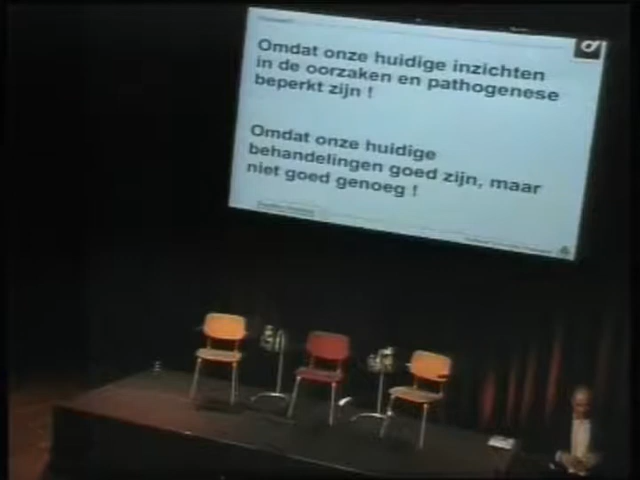 Omdat onze huidige inzichten
in de oorzaken en pathogenese
beperkt zijn !
Omdat onze huidige
behandelingen goed zijn, maar
niet goed genoeg !